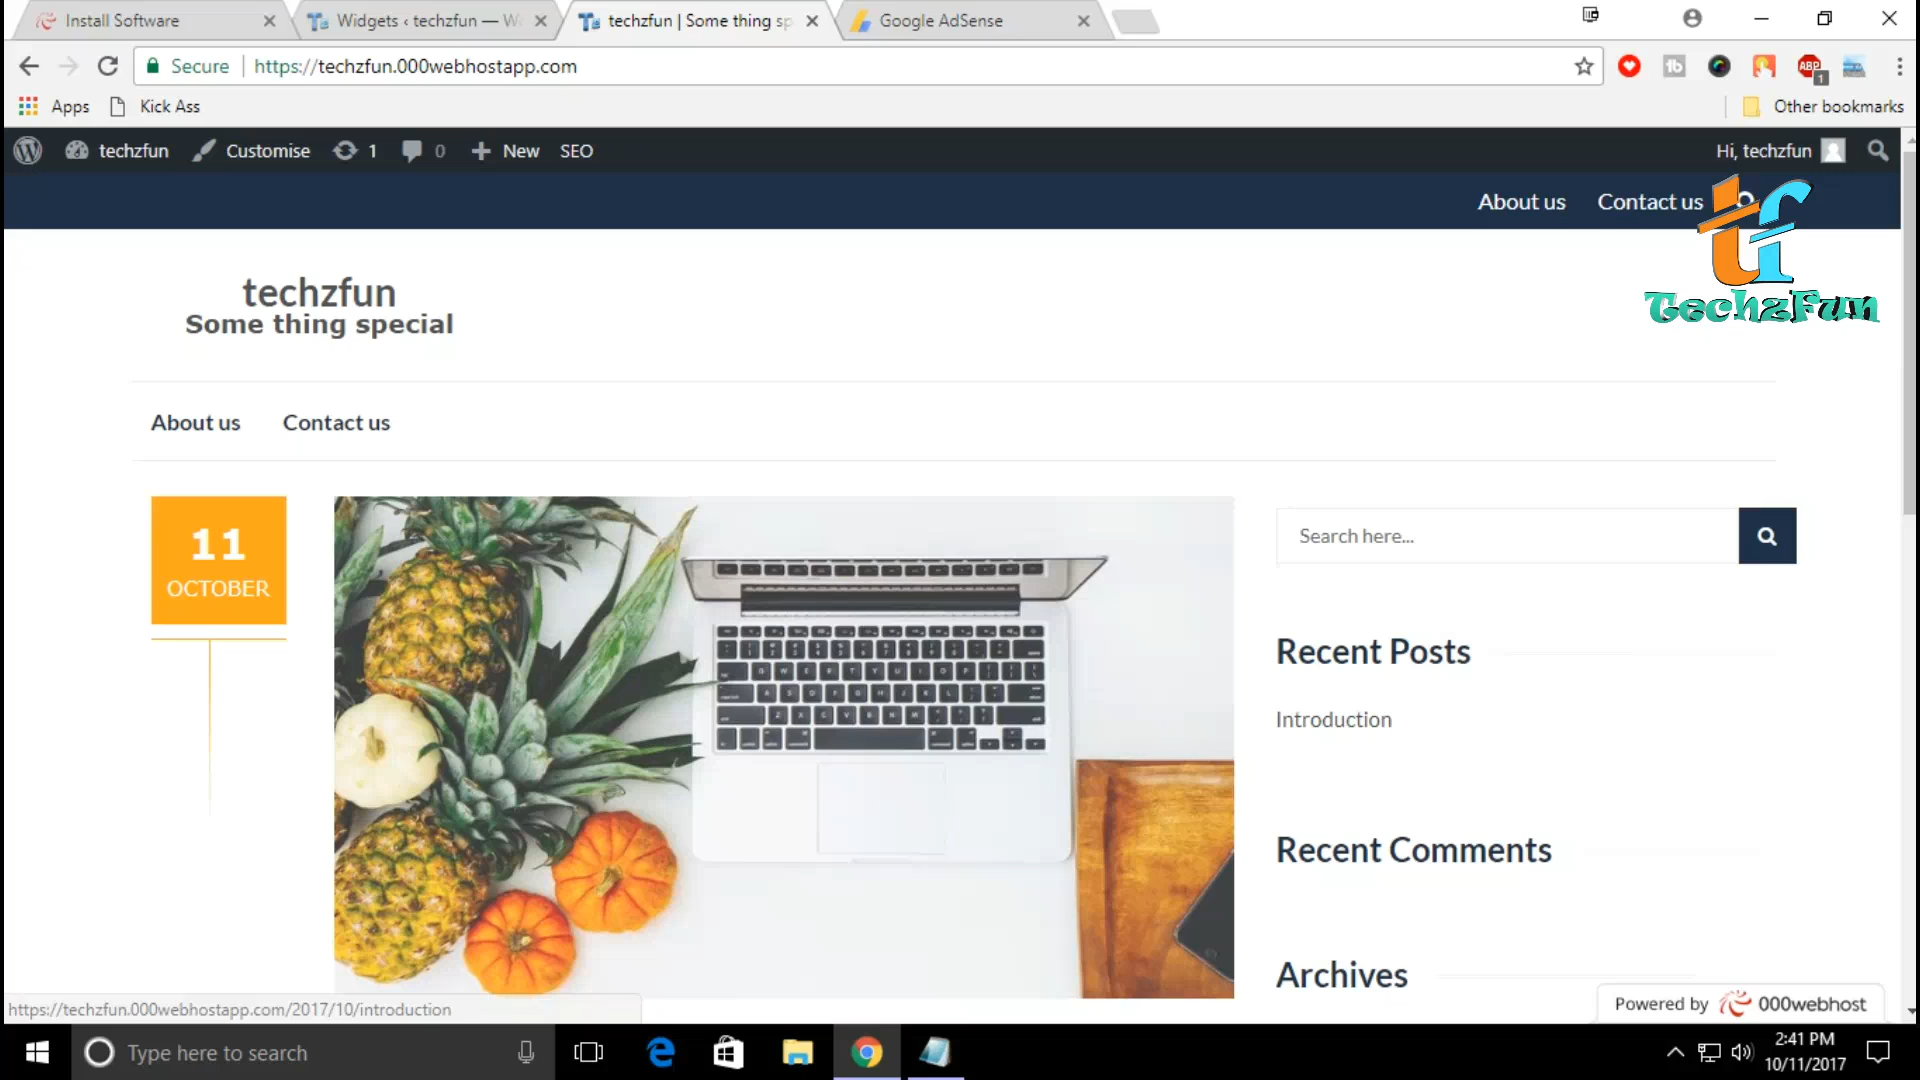 Install Software
Widgets ‹ techzfun — W
techzfun | Some thing sp
Google AdSense
Secure
https://techzfun.000webhostapp.com
ABP
1
Apps
Kick Ass
Other bookmarks
techzfun
Customise
1
0
New
SEO
Hi, techzfun
About us
Contact us
tf
TechzFun
techzfun
Some thing special
About us
Contact us
11
OCTOBER
Search here...
Recent Posts
Introduction
Recent Comments
Archives
Powered by 000webhost
https://techzfun.000webhostapp.com/2017/10/introduction
Type here to search
2:41 PM
10/11/2017